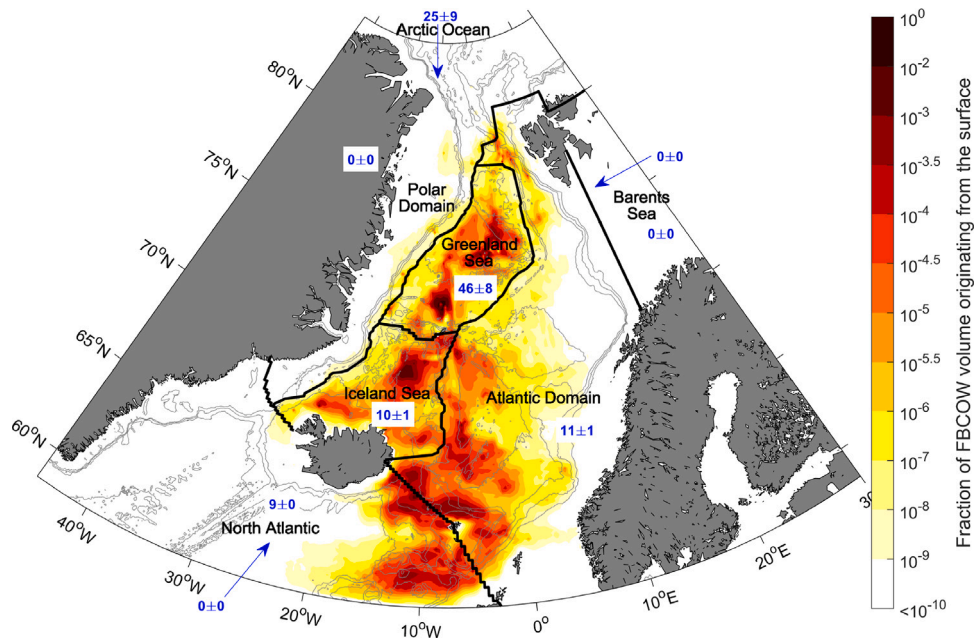 25±9
Arctic Ocean
80°N
75°N
70°N
65°N
60°N
0±0
Polar
Domain
0±0
Barents
Sea
0±0
Greenland
Sea
46±8
Iceland Sea
10±1
Atlantic Domain
11±1
9±0
North Atlantic
0±0
40°W
30°W
20°W
10°W
0°
10°E
20°E
10^0
10^-2
10^-3
10^-3.5
10^-4
10^-4.5
10^-5
10^-5.5
10^-6
10^-7
10^-8
10^-9
<10^-10
Fraction of FBCOW volume originating from the surface